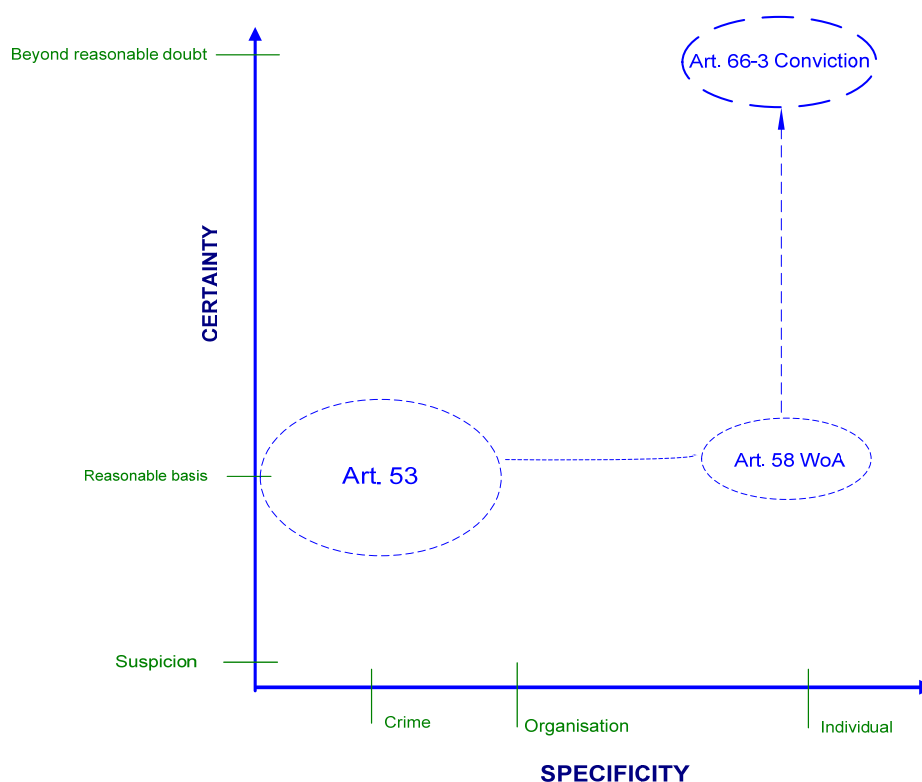 Beyond reasonable doubt
Art. 66-3 Conviction
CERTAINTY
Art. 53
Art. 58 WoA
Reasonable basis
Suspicion
Crime
Organisation
Individual
SPECIFICITY